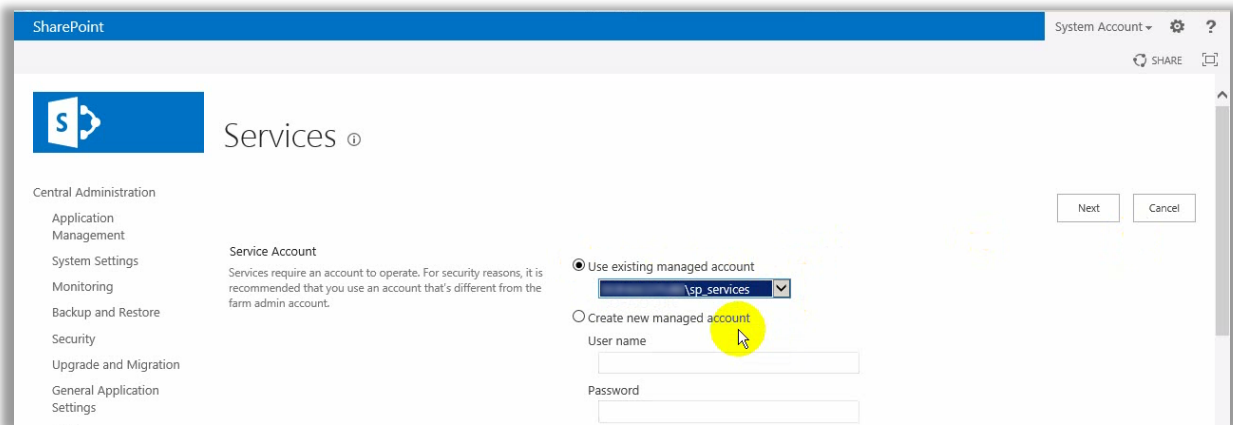 SharePoint
System Account
?
SHARE
S
Services
Central Administration
Application
Management
System Settings
Monitoring
Backup and Restore
Security
Upgrade and Migration
General Application
Settings
Next
Cancel
Service Account
Services require an account to operate. For security reasons, it is
recommended that you use an account that's different from the
farm admin account.
Use existing managed account
\sp_services
Create new managed account
User name
Password